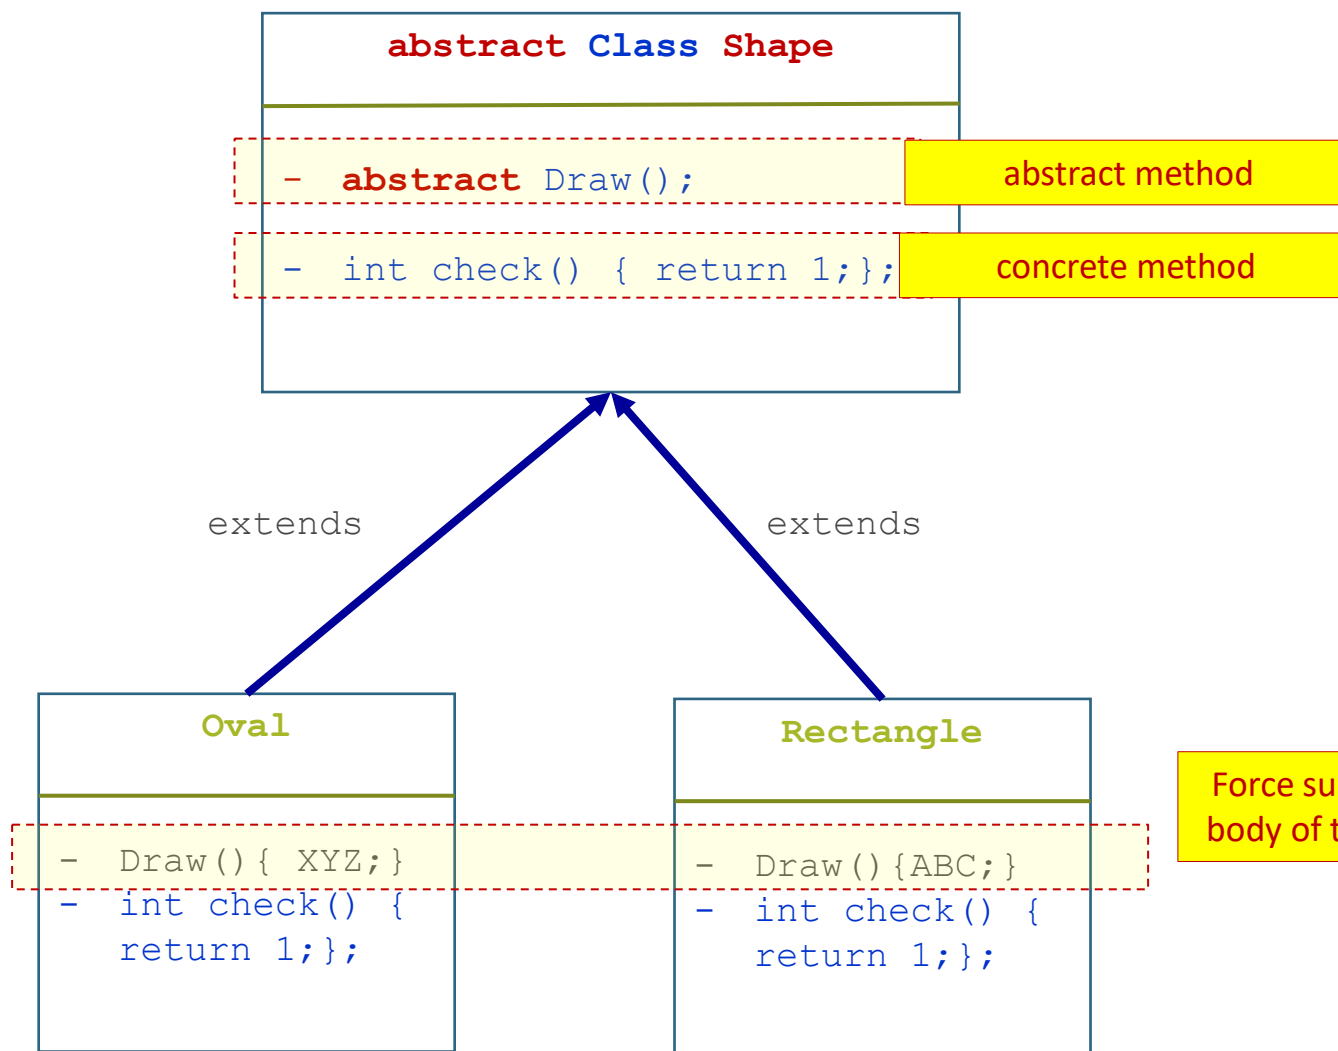 abstract Class Shape
- abstract Draw();
abstract method
- int check() { return 1;};
concrete method
extends
extends
Oval
- Draw(){ XYZ;}
- int check() {
return 1;};
Rectangle
- Draw(){ABC;}
- int check() {
return 1;};
Force
body of